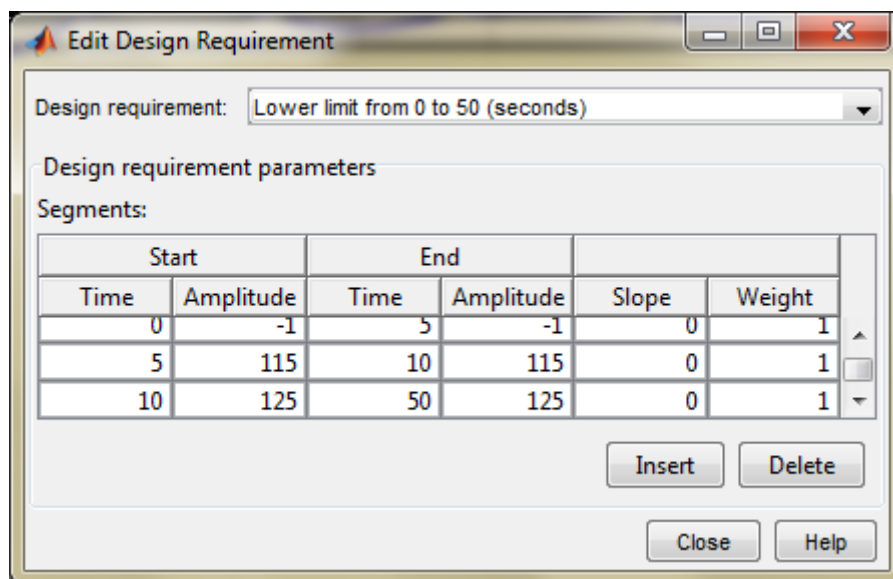 Edit Design Requirement
Design requirement: Lower limit from 0 to 50 (seconds)
Design requirement parameters
Segments:
Start End
Time Amplitude Time Amplitude Slope Weight
0 -1 5 -1 0 1
5 115 10 115 0 1
10 125 50 125 0 1
Insert Delete
Close Help